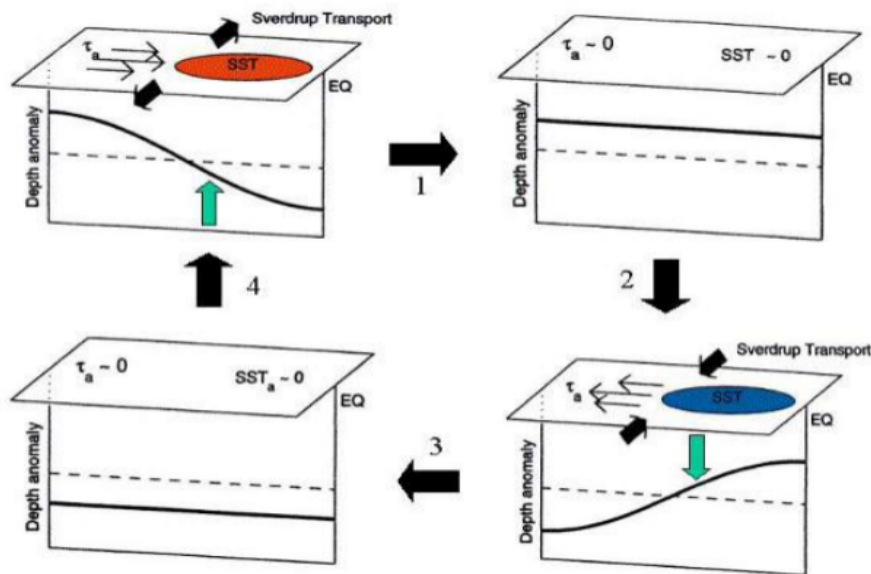 Sverdrup Transport
τa
SST
EQ
Depth anomaly
1
τa ~ 0
SST ~ 0
EQ
Depth anomaly
2
4
τa ~ 0
SSTa ~ 0
EQ
Depth anomaly
3
Sverdrup Transport
τa
SST
EQ
Depth anomaly